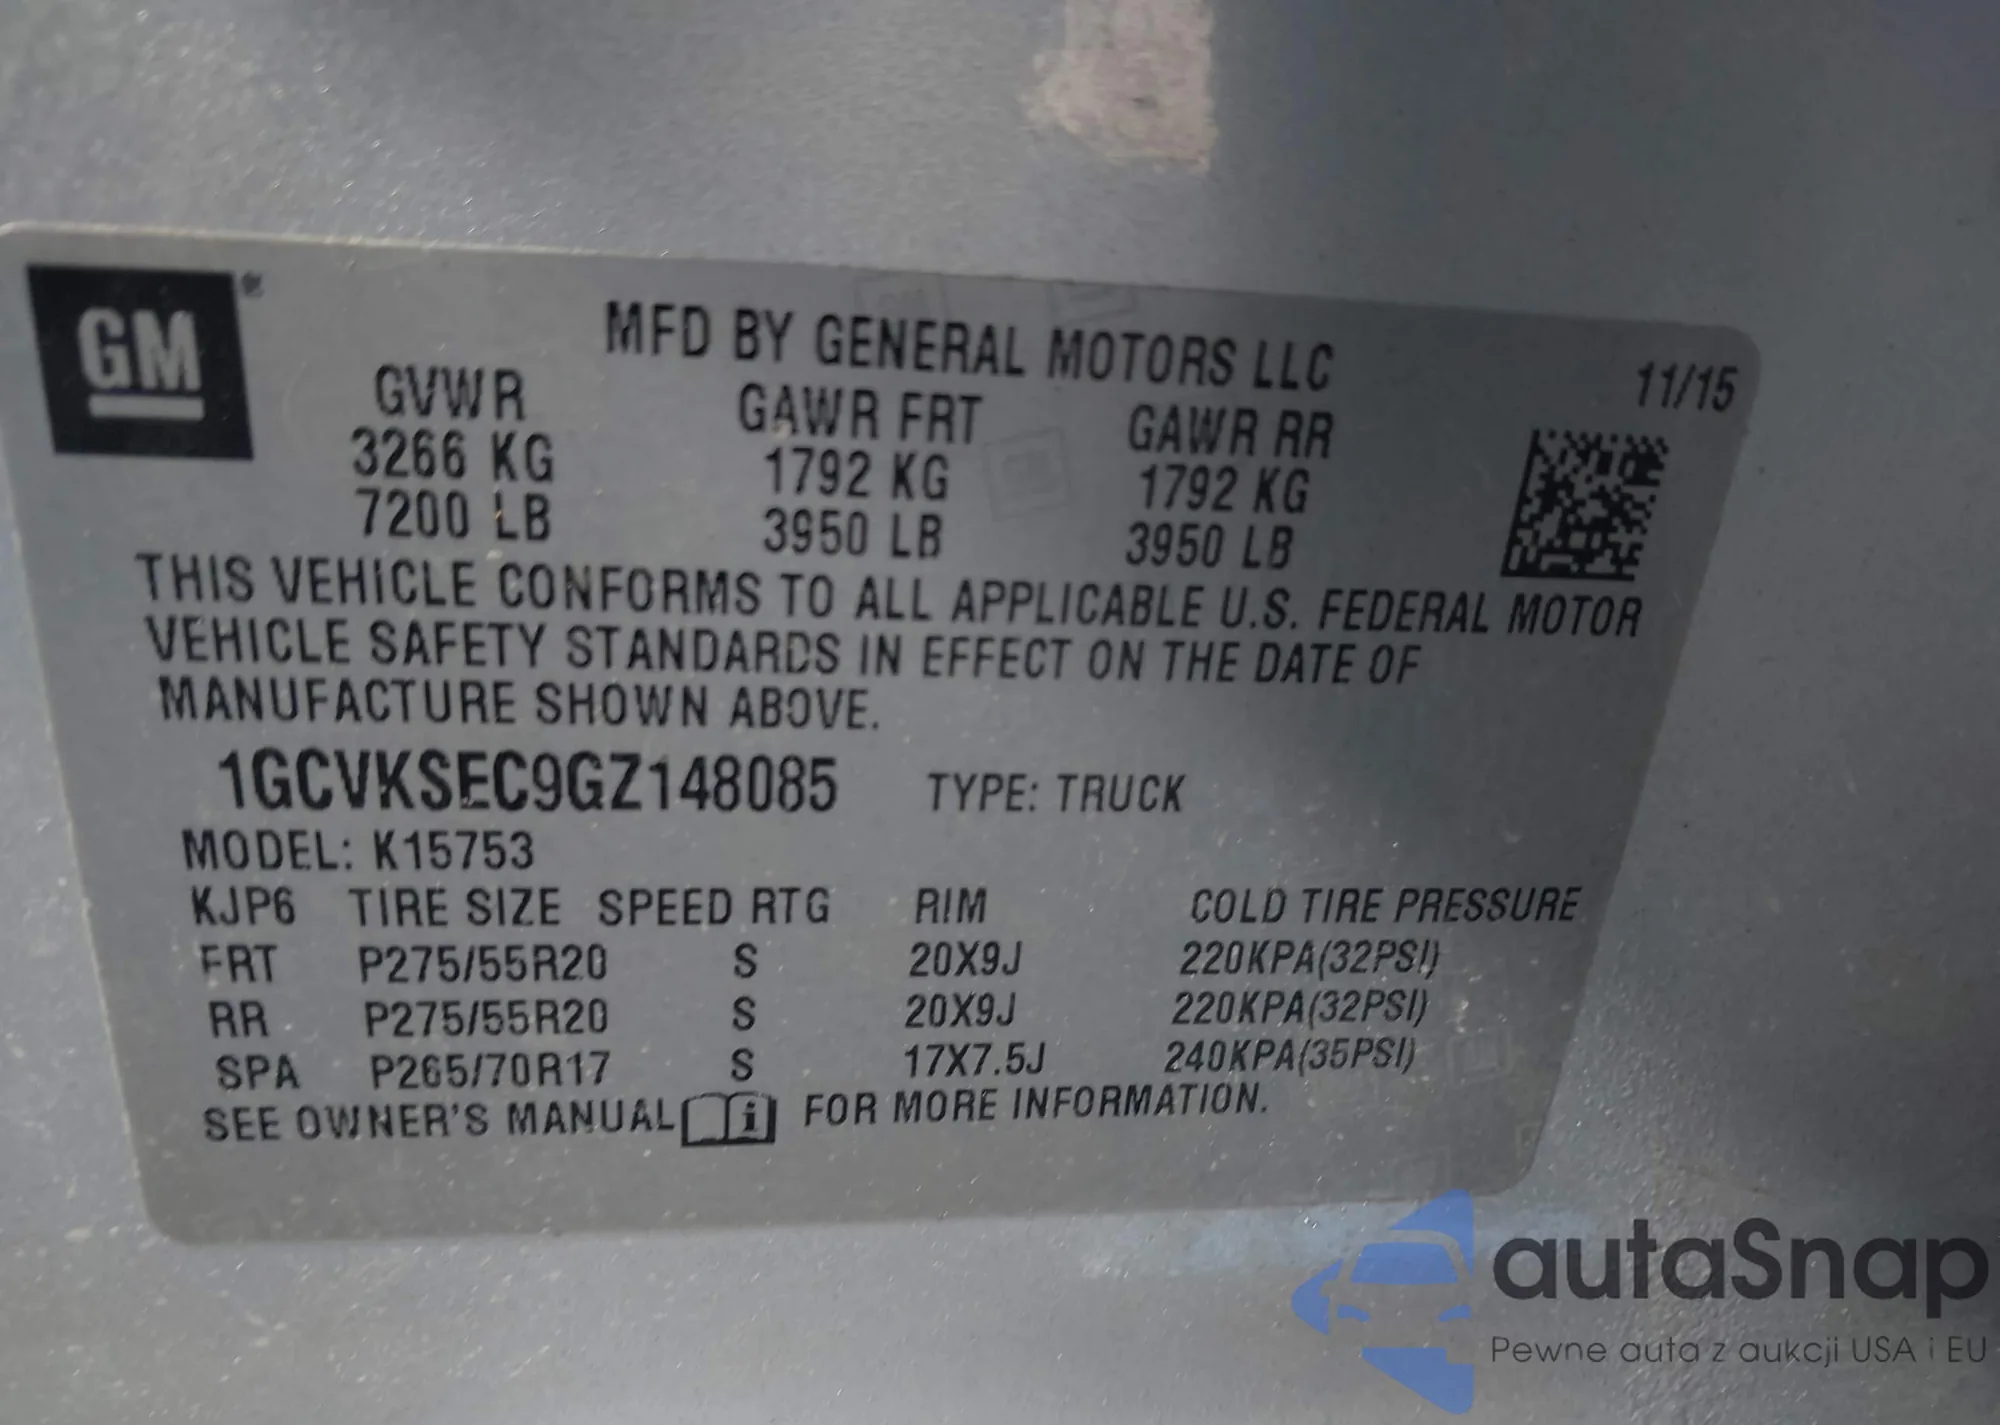 GM ®
MFD BY GENERAL MOTORS LLC
11/15
GVWR GAWR FRT GAWR RR
3266 KG 1792 KG 1792 KG
7200 LB 3950 LB 3950 LB
THIS VEHICLE CONFORMS TO ALL APPLICABLE U.S. FEDERAL MOTOR
VEHICLE SAFETY STANDARDS IN EFFECT ON THE DATE OF
MANUFACTURE SHOWN ABOVE.
1GCVKSEC9GZ148085 TYPE: TRUCK
MODEL: K15753
KJP6 TIRE SIZE SPEED RTG RIM COLD TIRE PRESSURE
FRT P275/55R20 S 20X9J 220KPA(32PSI)
RR P275/55R20 S 20X9J 220KPA(32PSI)
SPA P265/70R17 S 17X7.5J 240KPA(35PSI)
SEE OWNER'S MANUAL i FOR MORE INFORMATION.
autaSnap
Pewne auta z aukcji USA i EU